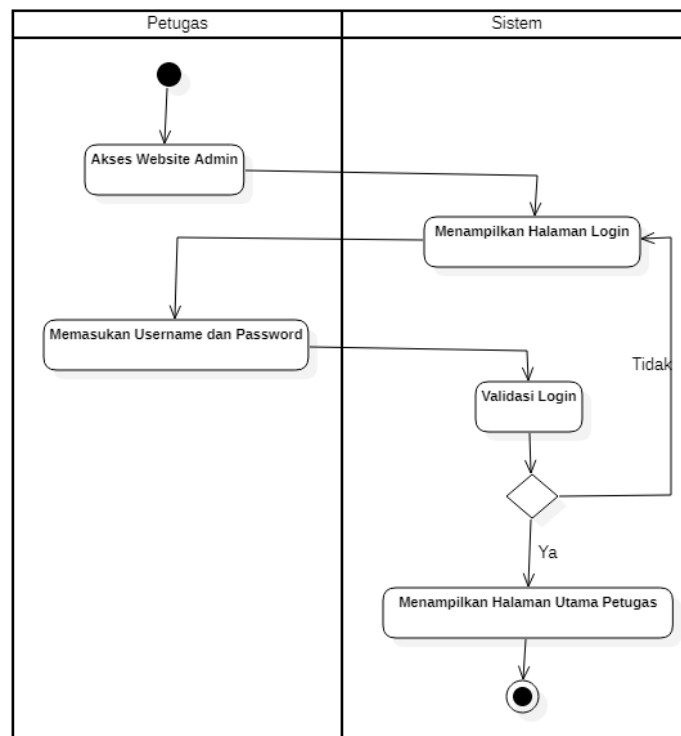 Petugas
Sistem
Akses Website Admin
Menampilkan Halaman Login
Memasukan Username dan Password
Tidak
Validasi Login
Ya
Menampilkan Halaman Utama Petugas